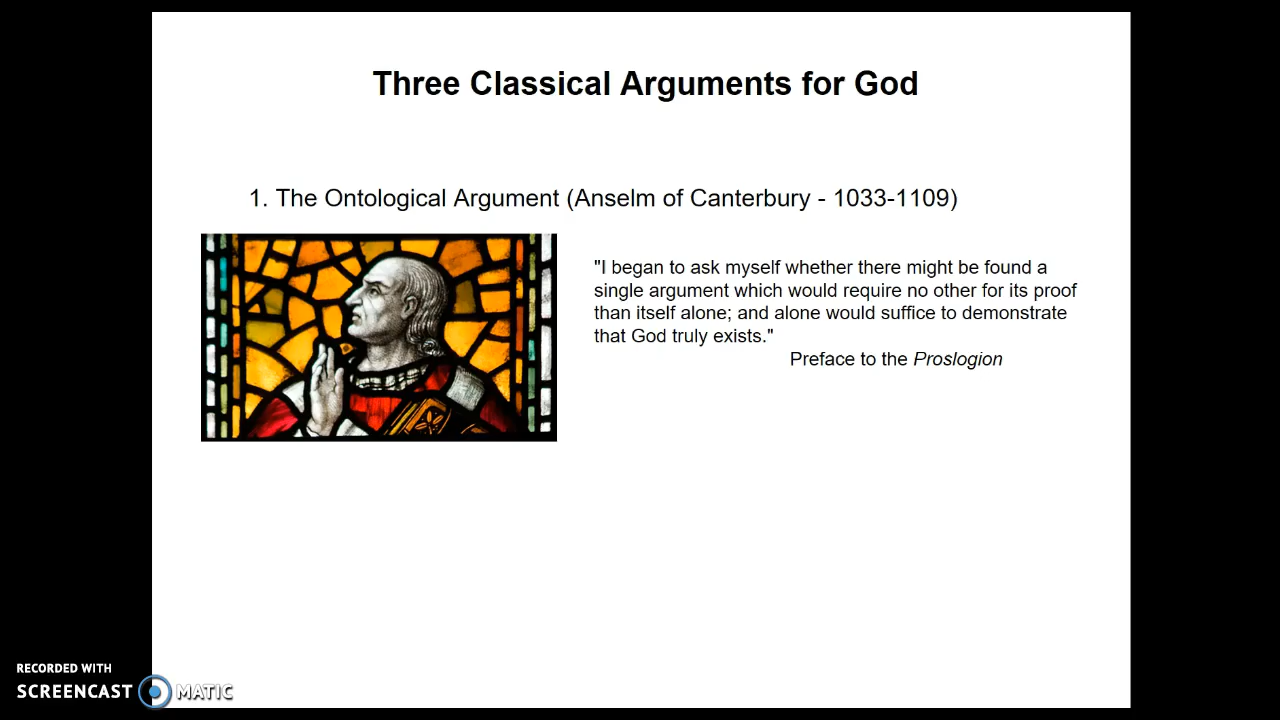 Three Classical Arguments for God
1. The Ontological Argument (Anselm of Canterbury - 1033-1109)
"I began to ask myself whether there might be found a
single argument which would require no other for its proof
than itself alone; and alone would suffice to demonstrate
that God truly exists."
Preface to the Proslogion
RECORDED WITH
SCREENCAST MATIC